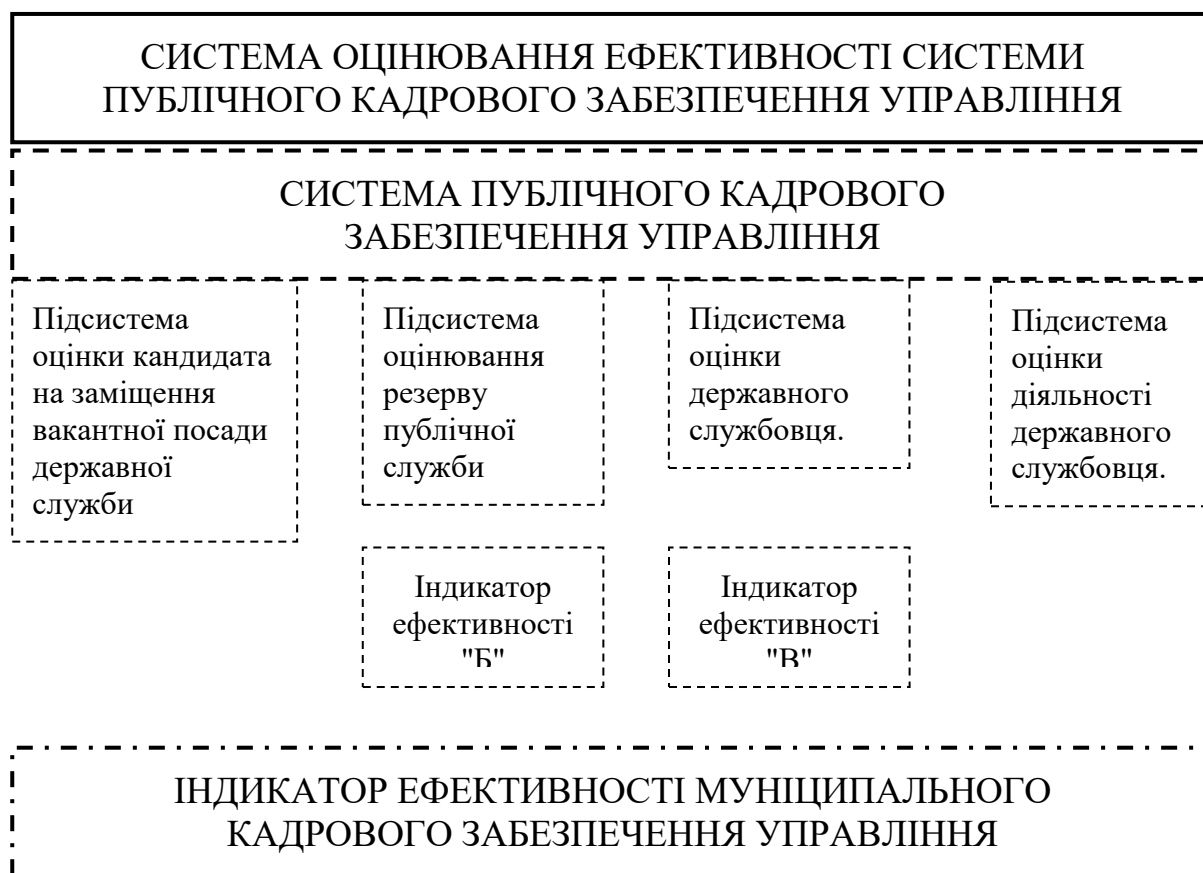 СИСТЕМА ОЦІНЮВАННЯ ЕФЕКТИВНОСТІ СИСТЕМИ
ПУБЛІЧНОГО КАДРОВОГО ЗАБЕЗПЕЧЕННЯ УПРАВЛІННЯ
СИСТЕМА ПУБЛІЧНОГО КАДРОВОГО
ЗАБЕЗПЕЧЕННЯ УПРАВЛІННЯ
Підсистема
оцінки кандидата
на заміщення
вакантної посади
державної
служби
Підсистема
оцінювання
резерву
публічної
служби
Підсистема
оцінки
державного
службовця.
Підсистема
оцінки
діяльності
державного
службовця.
Індикатор
ефективності
"Б"
Індикатор
ефективності
"В"
ІНДИКАТОР ЕФЕКТИВНОСТІ МУНІЦИПАЛЬНОГО
КАДРОВОГО ЗАБЕЗПЕЧЕННЯ УПРАВЛІННЯ